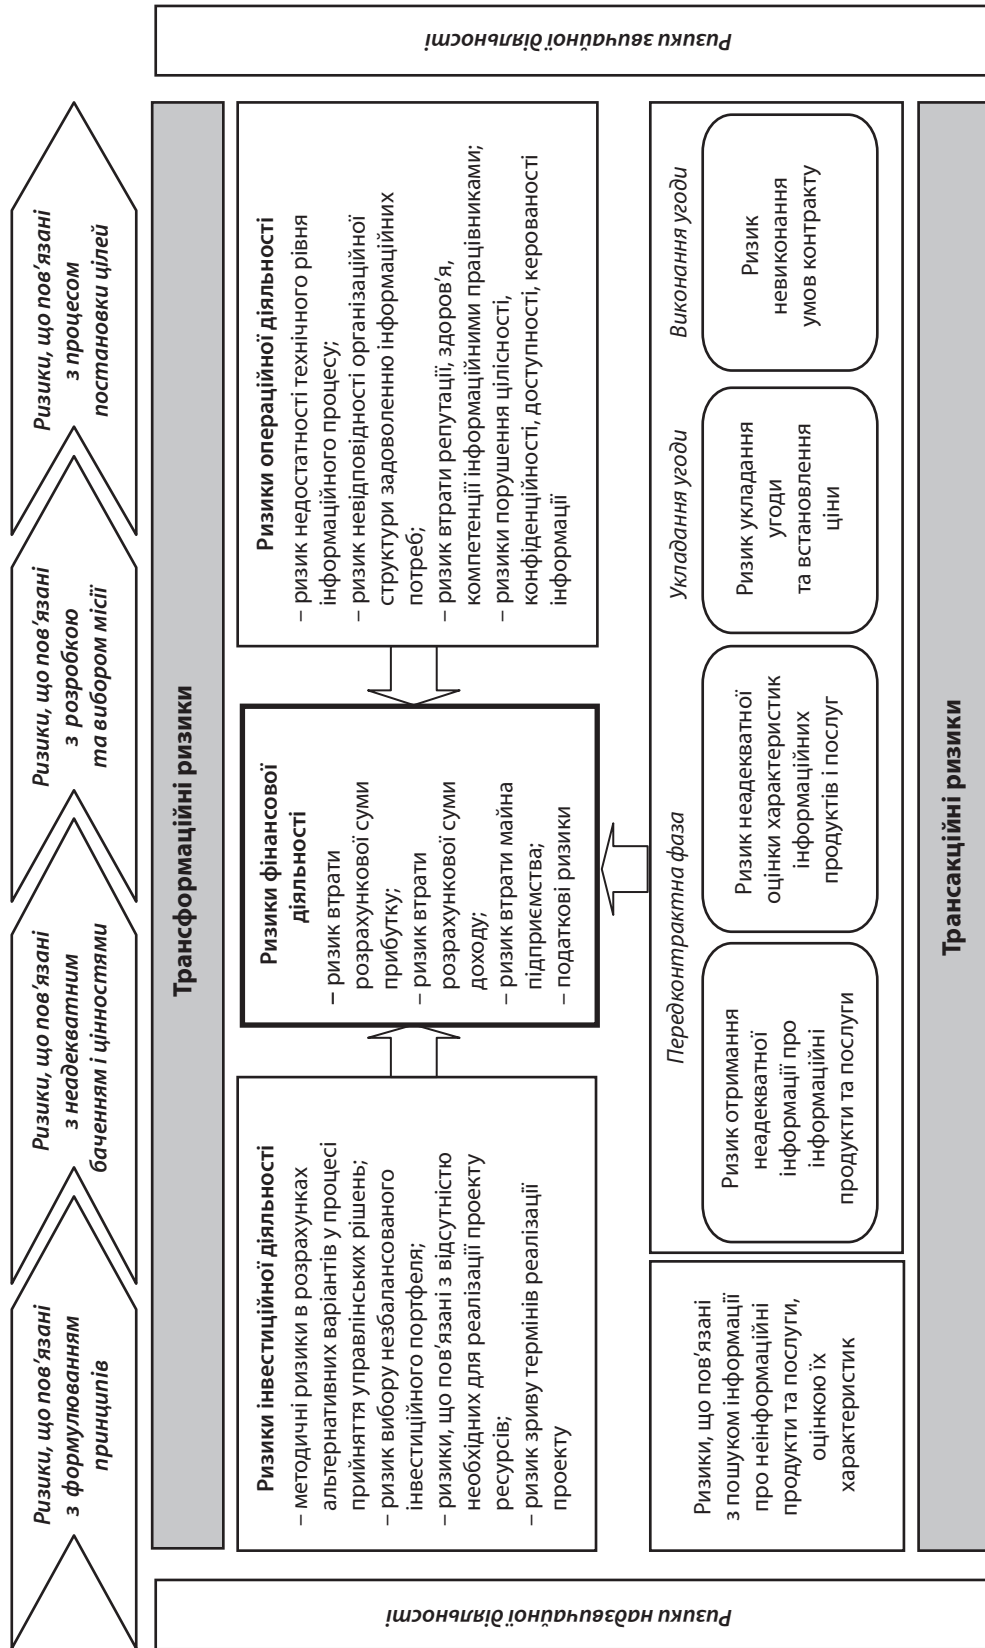 Ризики, що пов’язані
з формулюванням
принципів
Ризики, що пов’язані
з неадекватним
баченням і цінностями
Ризики, що пов’язані
з розробкою
та вибором місії
Ризики, що пов’язані
з процесом
постановки цілей
Ризики надзвичайної діяльності
Трансформаційні ризики
Ризики інвестиційної діяльності
– методичні ризики в розрахунках
альтернативних варіантів у процесі
прийняття управлінських рішень;
– ризик вибору незбалансованого
інвестиційного портфеля;
– ризики, що пов’язані з відсутністю
необхідних для реалізації проекту
ресурсів;
– ризик зриву термінів реалізації
проекту
Ризики фінансової
діяльності
– ризик втрати
розрахункової суми
прибутку;
– ризик втрати
розрахункової суми
доходу;
– ризик втрати майна
підприємства;
– податкові ризики
Ризики операційної діяльності
– ризик недостатності технічного рівня
інформаційного процесу;
– ризик невідповідності організаційної
структури задоволенню інформаційних
потреб;
– ризик втрати репутації, здоров’я,
компетенції інформаційними працівниками;
– ризики порушення цілісності,
конфіденційності, доступності, керованості
інформації
Ризики, що пов’язані
з пошуком інформації
про неінформаційні
продукти та послуги,
оцінкою їх
характеристик
Передконтрактна фаза
Укладання угоди
Виконання угоди
Ризик отримання
неадекватної
інформації про
інформаційні
продукти та послуги
Ризик неадекватної
оцінки характеристик
інформаційних
продуктів і послуг
Ризик укладання
угоди
та встановлення
ціни
Ризик
невиконання
умов контракту
Трансакційні ризики
Ризики звичайної діяльності